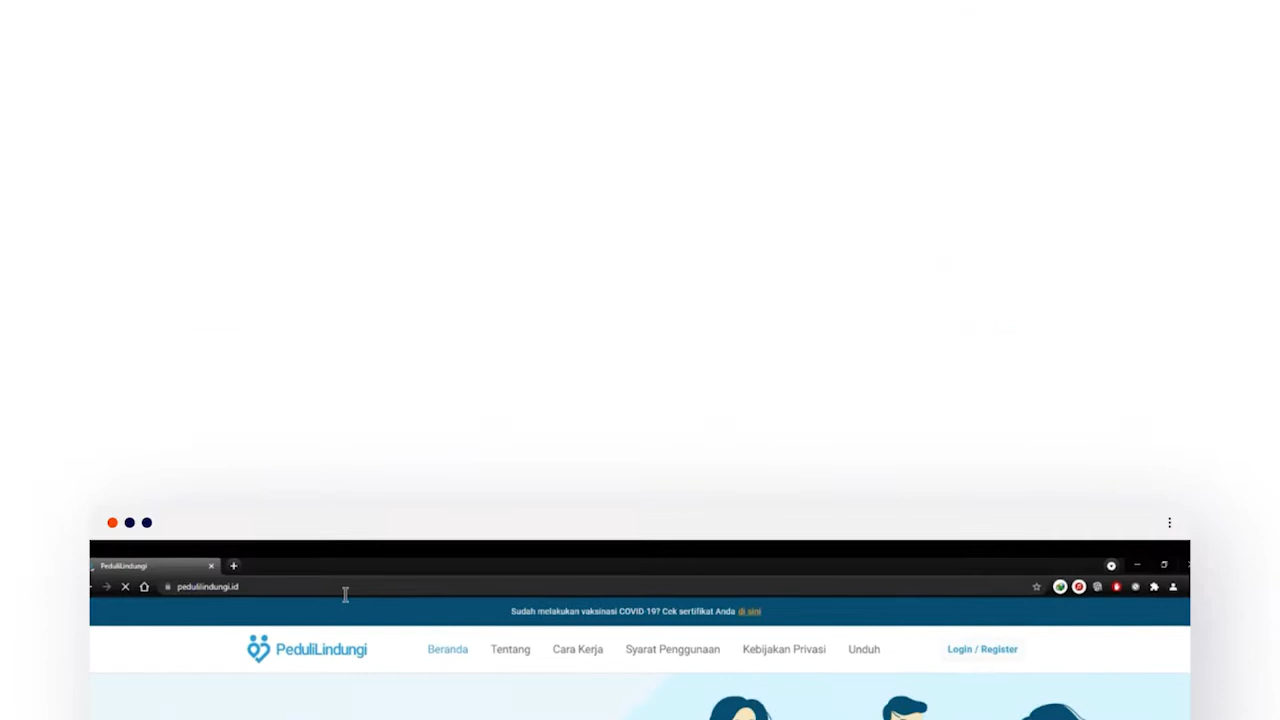 PeduliLindungi
pedulilindungi.id
Sudah melakukan vaksinasi COVID-19? Cek sertifikat Anda di sini
PeduliLindungi Beranda Tentang Cara Kerja Syarat Penggunaan Kebijakan Privasi Unduh Login / Register